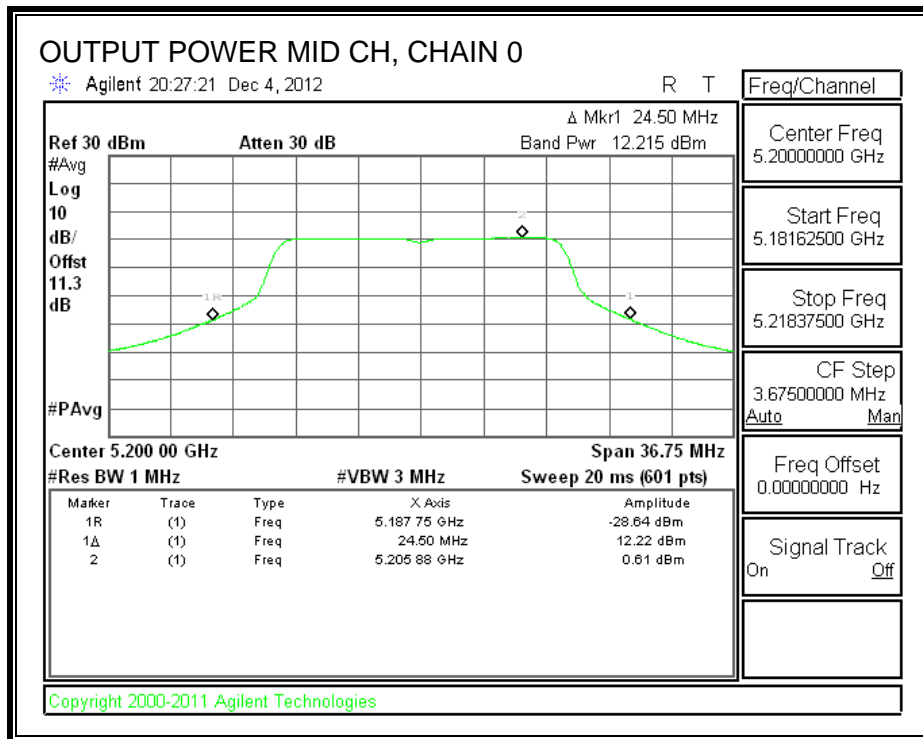 OUTPUT POWER MID CH, CHAIN 0
Agilent 20:27:21 Dec 4, 2012 R T
Freq/Channel
Δ Mkr1 24.50 MHz
Ref 30 dBm Atten 30 dB Band Pwr 12.215 dBm
#Avg
Log
10
dB/
Offst
11.3
dB
#PAvg
2
1R
1
Center 5.200 00 GHz Span 36.75 MHz
#Res BW 1 MHz #VBW 3 MHz Sweep 20 ms (601 pts)
Marker Trace Type X Axis Amplitude
1R (1) Freq 5.187 75 GHz -28.64 dBm
1Δ (1) Freq 24.50 MHz 12.22 dBm
2 (1) Freq 5.205 88 GHz 0.61 dBm
Center Freq
5.20000000 GHz
Start Freq
5.18162500 GHz
Stop Freq
5.21837500 GHz
CF Step
3.67500000 MHz
Auto Man
Freq Offset
0.00000000 Hz
Signal Track
On Off
Copyright 2000-2011 Agilent Technologies